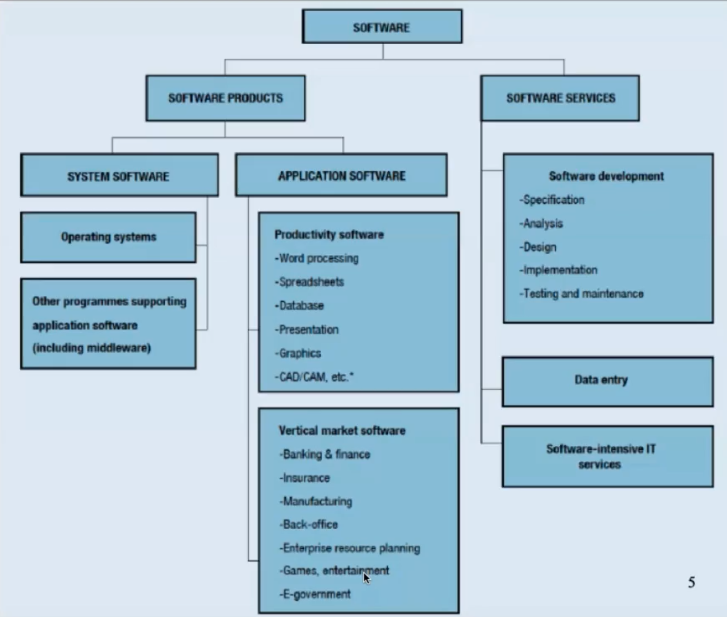 SOFTWARE
SOFTWARE PRODUCTS
SOFTWARE SERVICES
SYSTEM SOFTWARE
APPLICATION SOFTWARE
Operating systems
Other programmes supporting
application software
(including middleware)
Productivity software
-Word processing
-Spreadsheets
-Database
-Presentation
-Graphics
-CAD/CAM, etc.*
Vertical market software
-Banking & finance
-Insurance
-Manufacturing
-Back-office
-Enterprise resource planning
-Games, entertainment
-E-government
Software development
-Specification
-Analysis
-Design
-Implementation
-Testing and maintenance
Data entry
Software-intensive IT
services
5